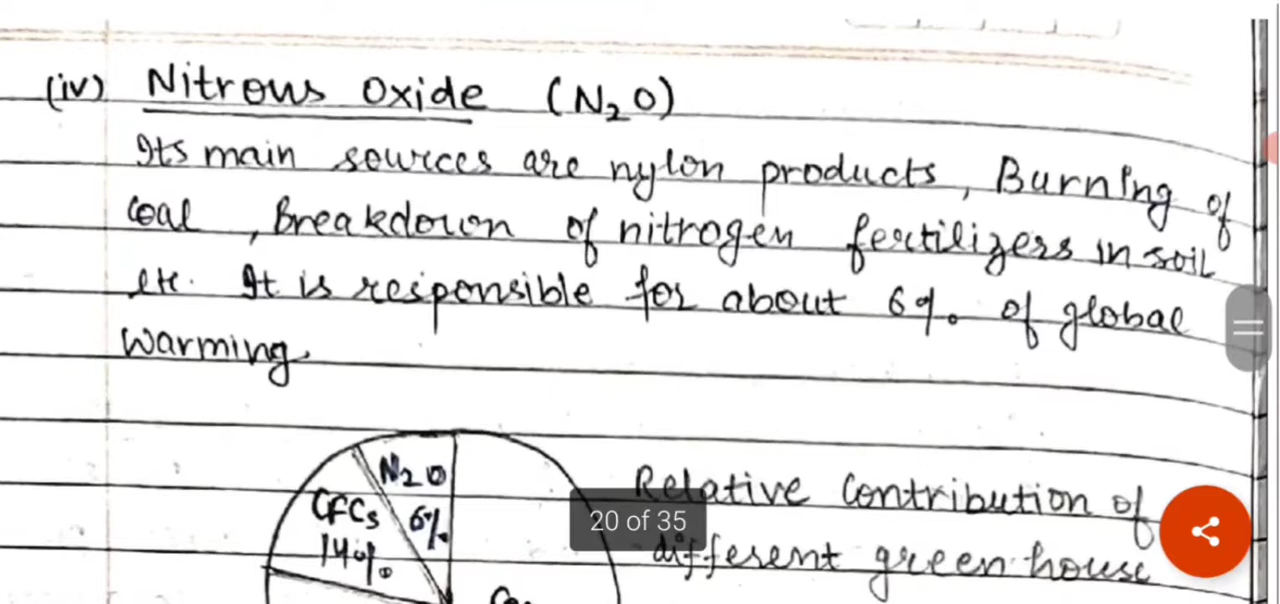 (iv) Nitrous Oxide (N₂O)
Its main sources are nylon products, Burning of
coal, Breakdown of nitrogen fertilizers in soil
etc. It is responsible for about 6% of global
warming.
N₂O
6%
CFCs
14%
Relative Contribution of
different green house
20 of 35